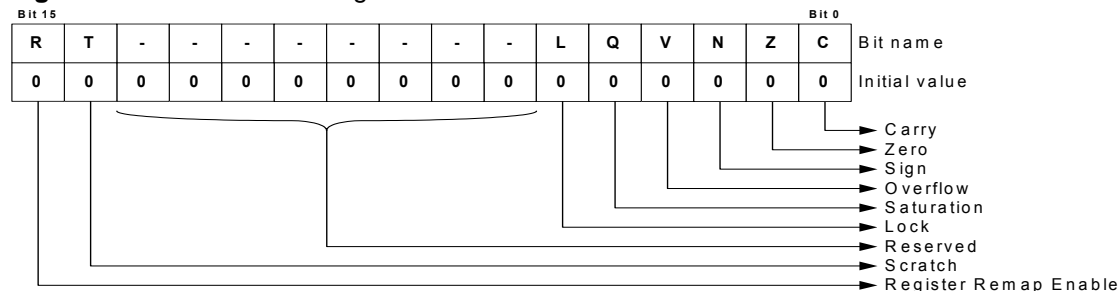 Bit 15 Bit 0
R T - - - - - - - - L Q V N Z C Bit name
0 0 0 0 0 0 0 0 0 0 0 0 0 0 0 0 Initial value
Carry
Zero
Sign
Overflow
Saturation
Lock
Reserved
Scratch
Register Remap Enable